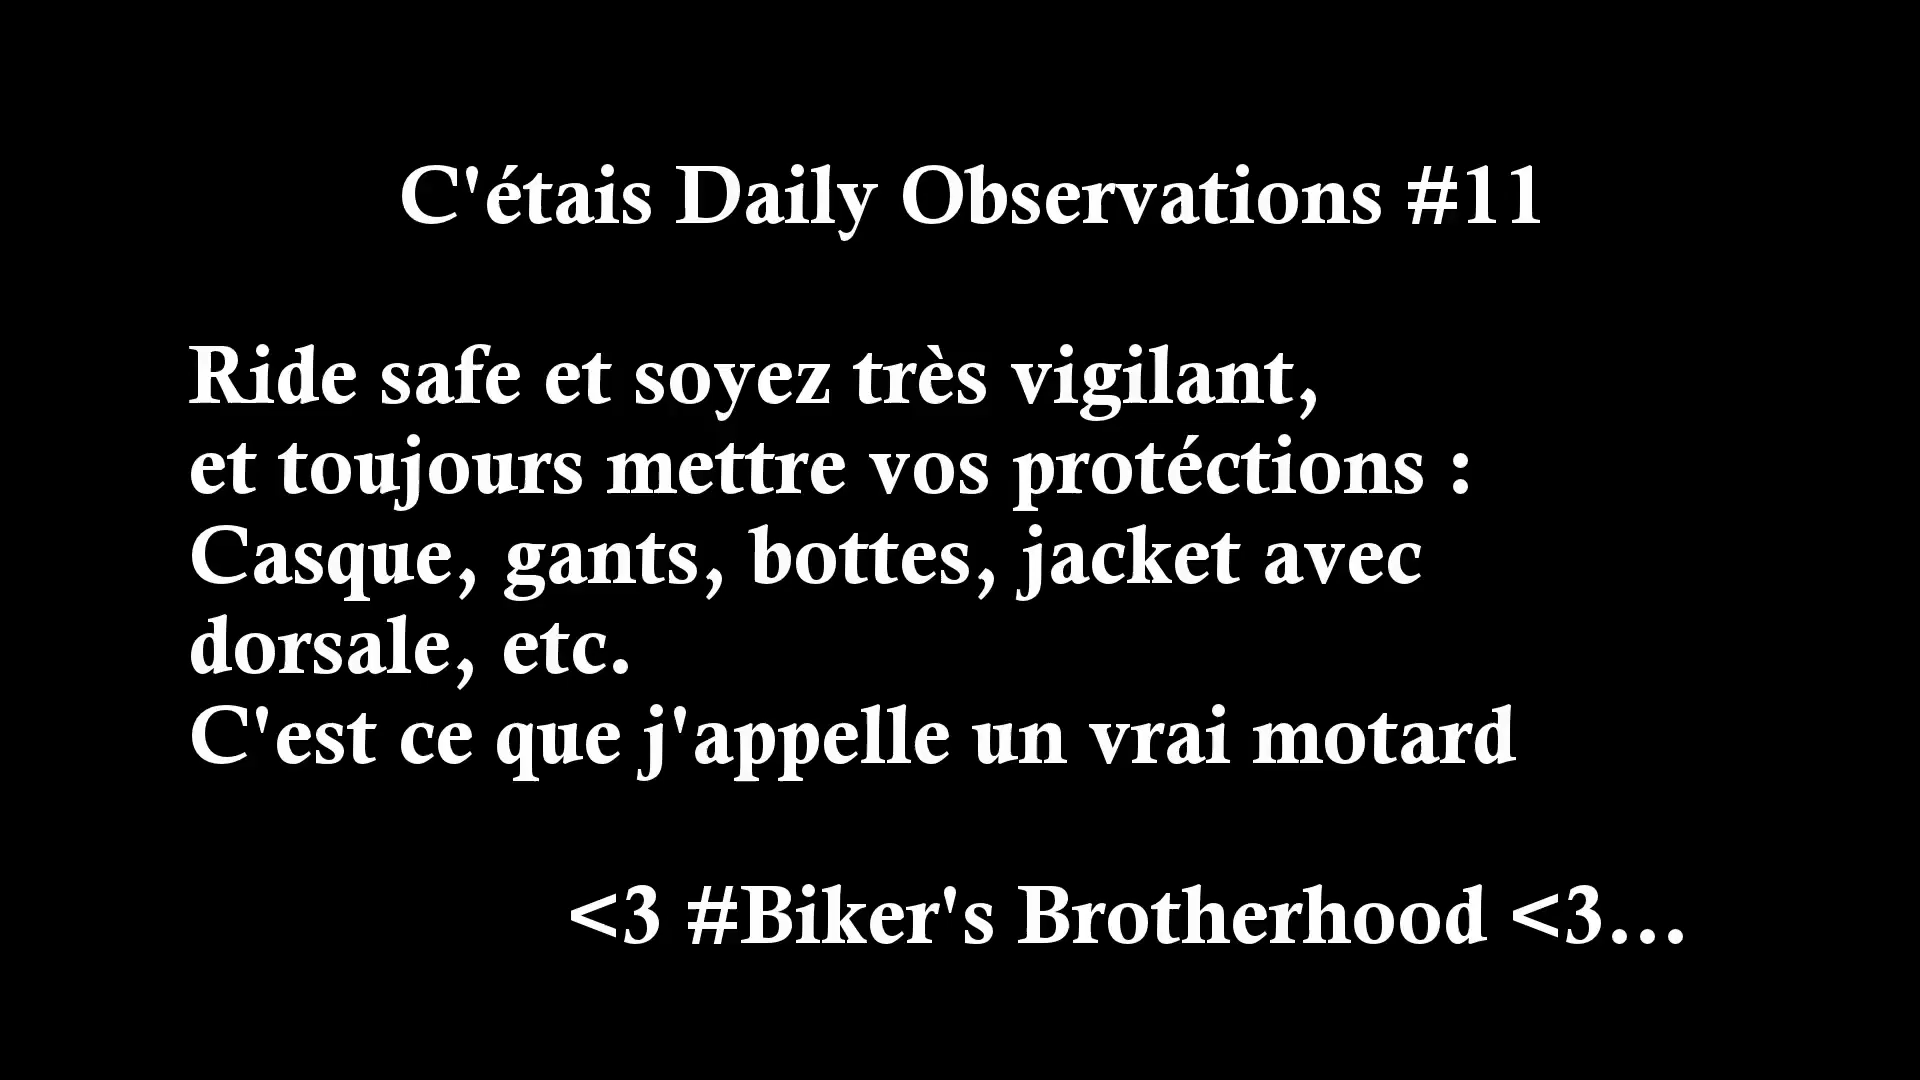 C'étais Daily Observations #11
Ride safe et soyez très vigilant,
et toujours mettre vos protéctions :
Casque, gants, bottes, jacket avec
dorsale, etc.
C'est ce que j'appelle un vrai motard
<3 #Biker's Brotherhood <3...